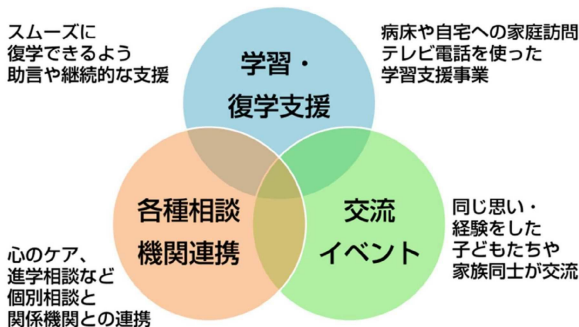 スムーズに
復学できるよう
助言や継続的な支援
学習・
復学支援
病床や自宅への家庭訪問
テレビ電話を使った
学習支援事業
各種相談
機関連携
交流
イベント
心のケア、
進学相談など
個別相談と
関係機関との連携
同じ思い・
経験をした
子どもたちや
家族同士が交流